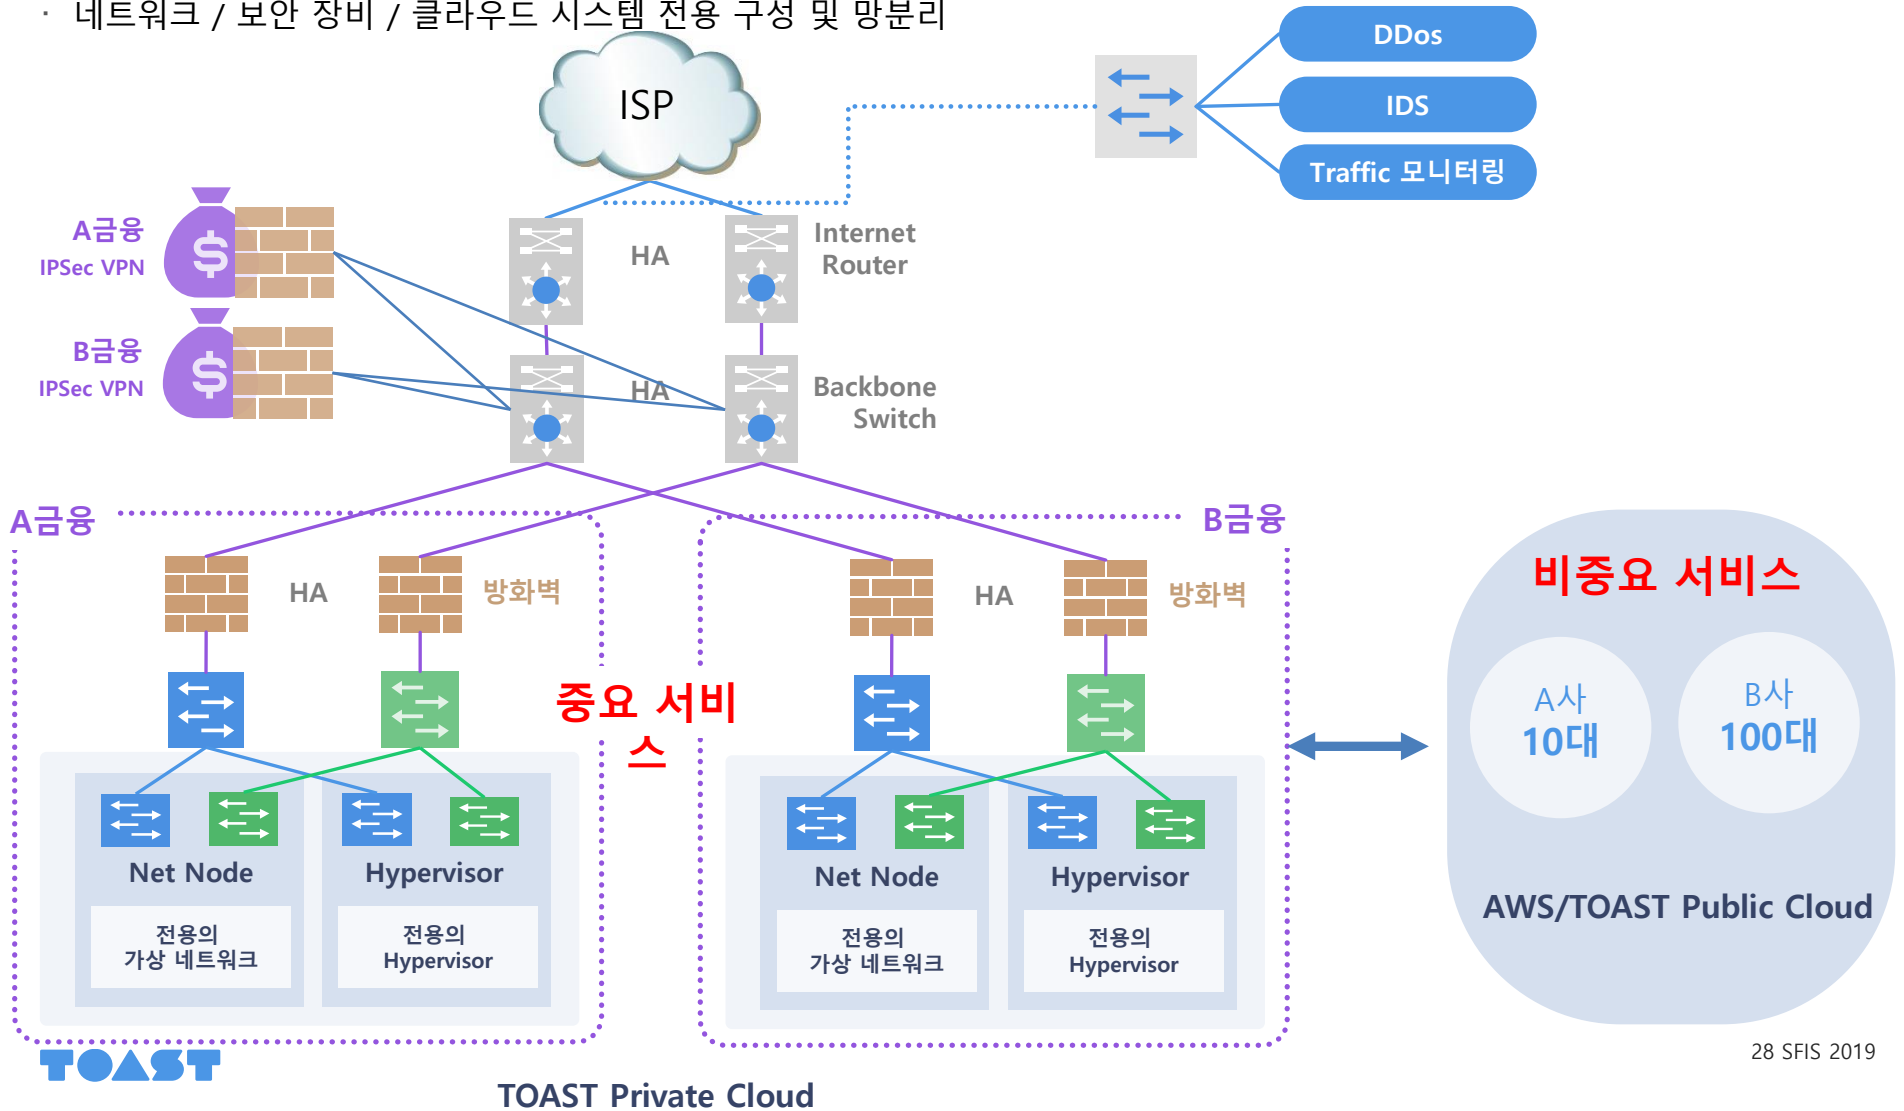 · 네트워크 / 보안 장비 / 클라우드 시스템 전용 구성 및 망분리
ISP
DDos
IDS
Traffic 모니터링
A금융
IPSec VPN
HA
Internet
Router
B금융
IPSec VPN
HA
Backbone
Switch
A금융
B금융
HA
방화벽
HA
방화벽
중요 서비
스
비중요 서비스
A사
10대
B사
100대
Net Node
Hypervisor
전용의
가상 네트워크
전용의
Hypervisor
Net Node
Hypervisor
전용의
가상 네트워크
전용의
Hypervisor
AWS/TOAST Public Cloud
TOAST
28 SFIS 2019
TOAST Private Cloud